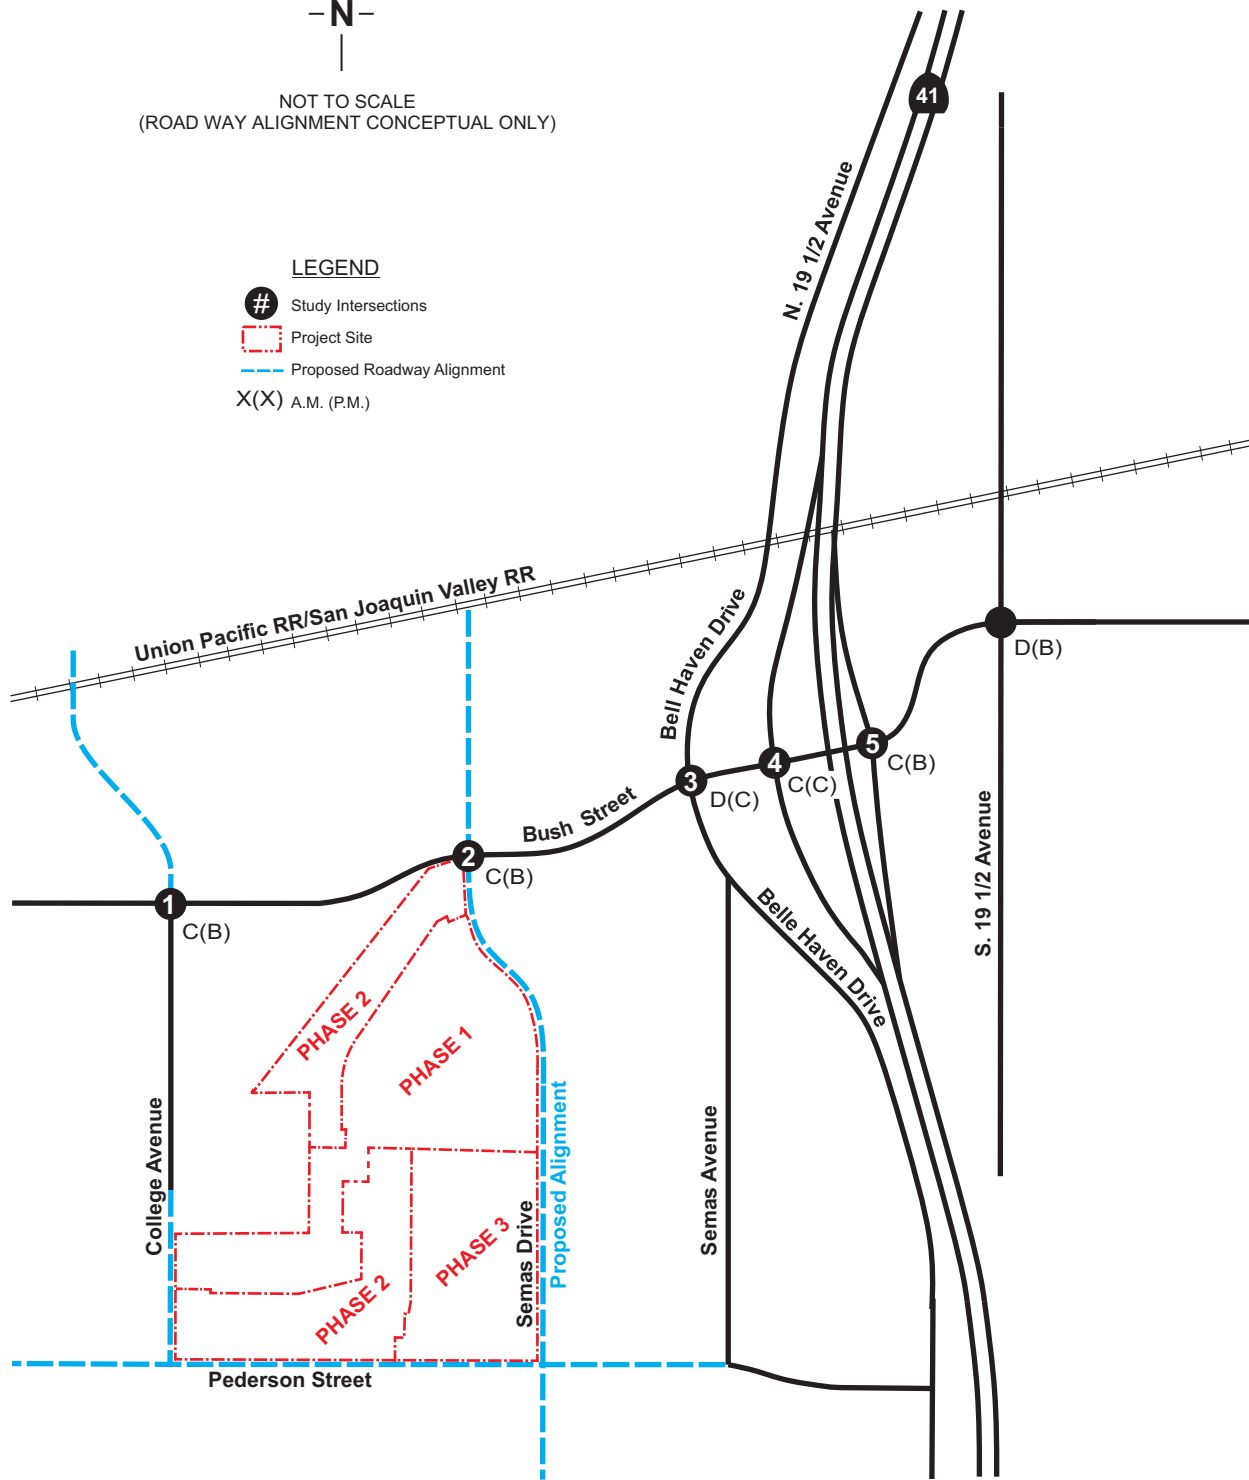 N
NOT TO SCALE
(ROAD WAY ALIGNMENT CONCEPTUAL ONLY)
41
N. 19 1/2 Avenue
LEGEND
# Study Intersections
Project Site
Proposed Roadway Alignment
X(X) A.M. (P.M.)
Union Pacific RR/San Joaquin Valley RR
Bell Haven Drive
D(B)
5
C(B)
4
C(C)
3
D(C)
Bush Street
2
C(B)
1
C(B)
S. 19 1/2 Avenue
Belle Haven Drive
PHASE 2
PHASE 1
College Avenue
Proposed Alignment
Semas Drive
Semas Avenue
PHASE 3
PHASE 2
Pederson Street